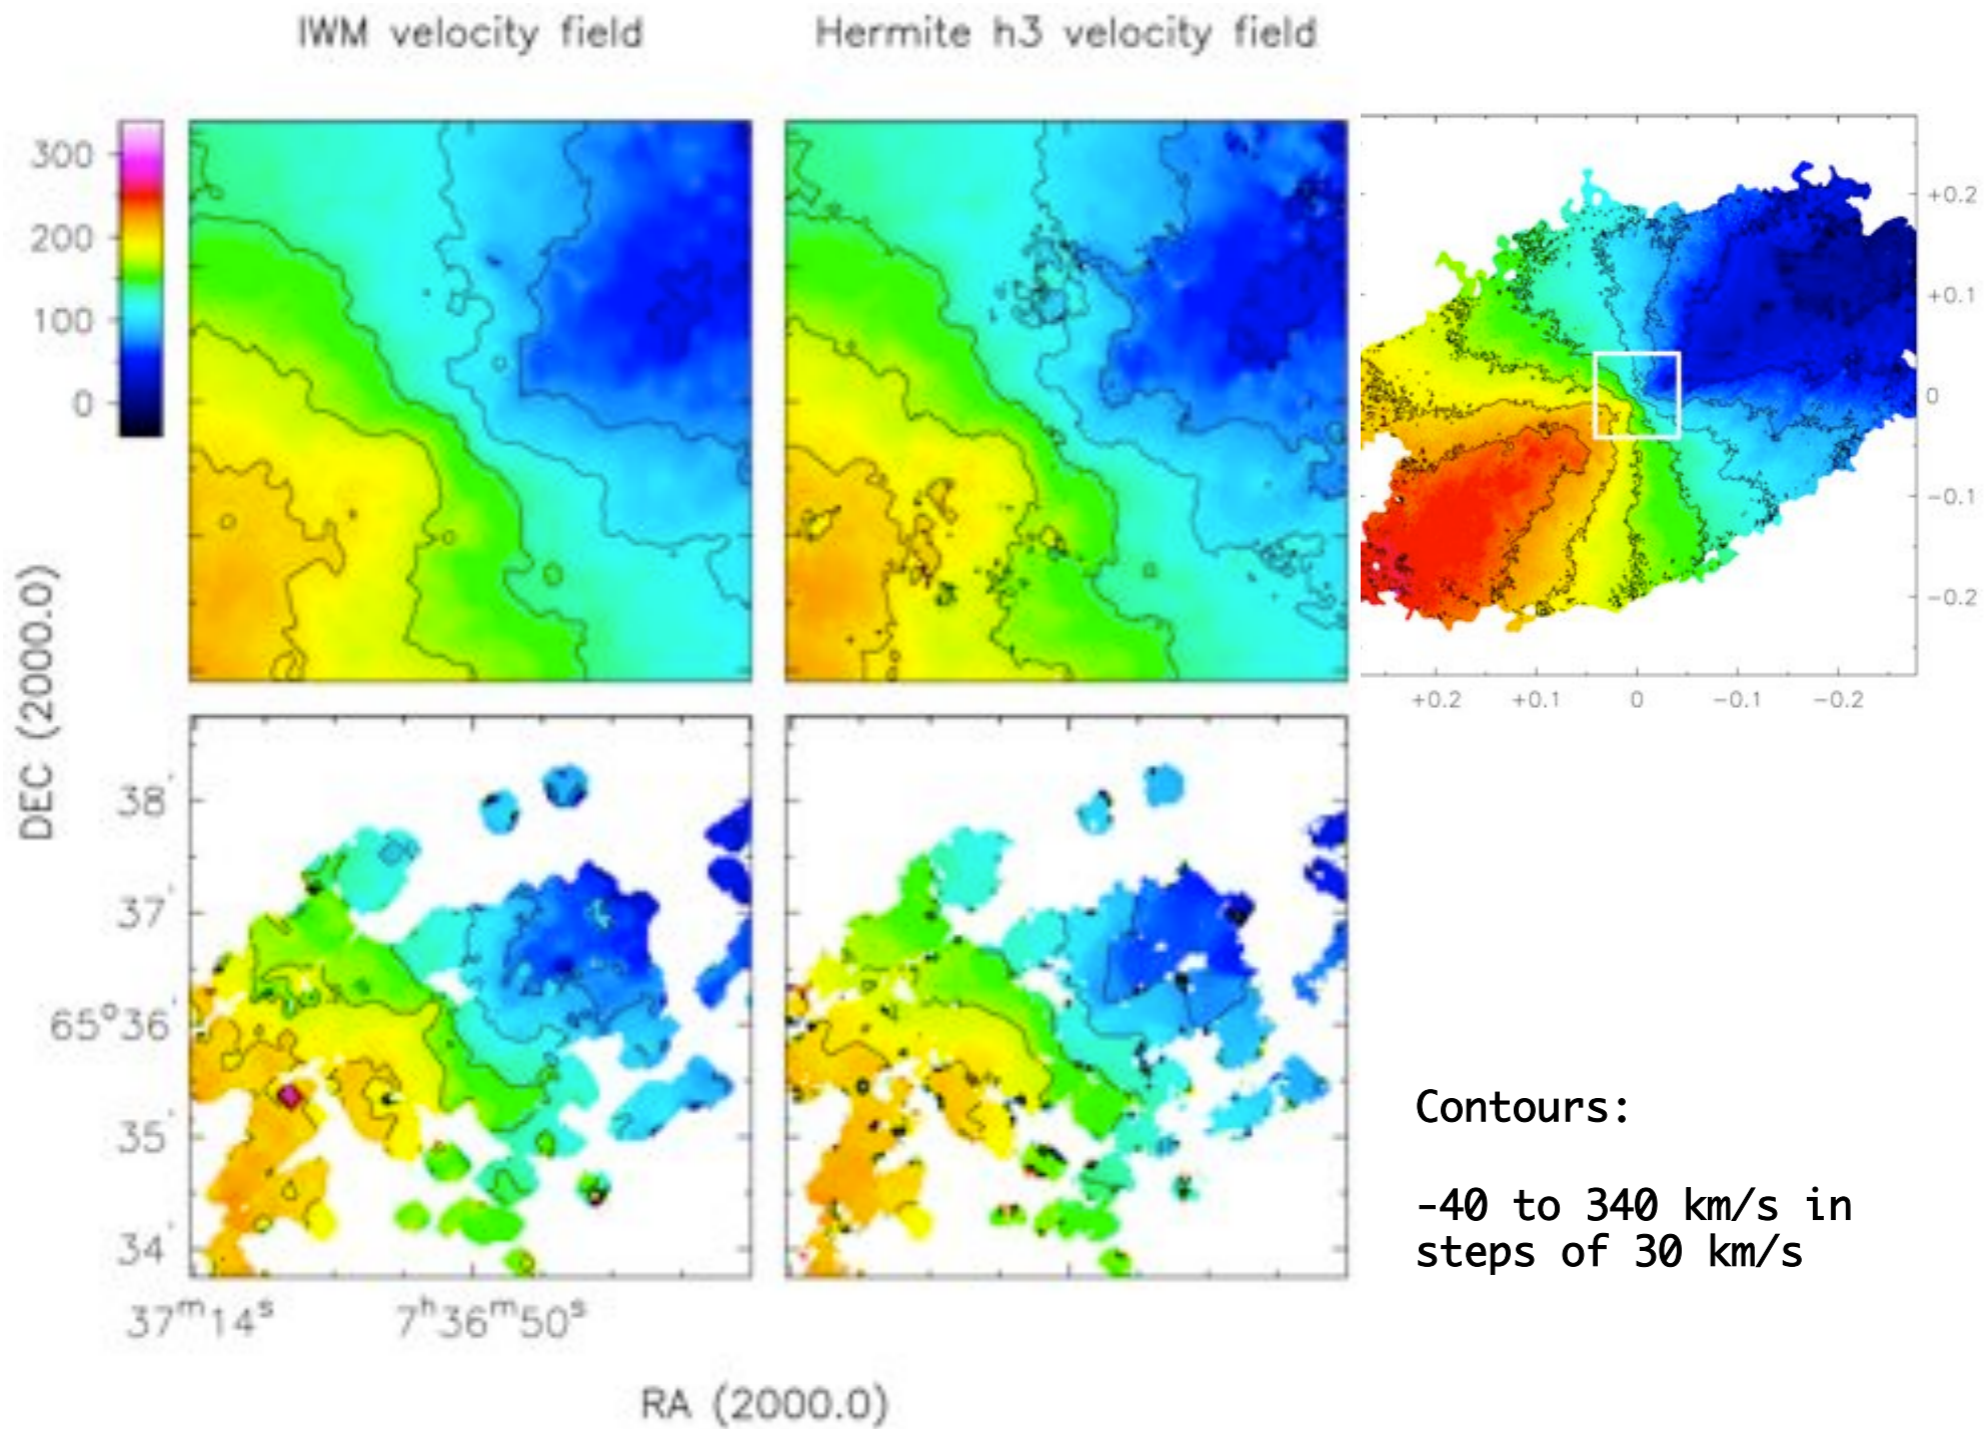 IWM velocity field
Hermite h3 velocity field
300
200
100
0
+0.2
+0.1
0
-0.1
-0.2
+0.2
+0.1
0
-0.1
-0.2
DEC (2000.0)
38′
37′
65°36′
35′
34′
37ᵐ14ˢ
7ʰ36ᵐ50ˢ
RA (2000.0)
Contours:
-40 to 340 km/s in
steps of 30 km/s